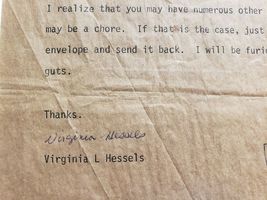 I realize that you may have numerous other
may be a chore. If that is the case, just
envelope and send it back. I will be furi
guts.
Thanks.
Virginia Hessels
Virginia L Hessels